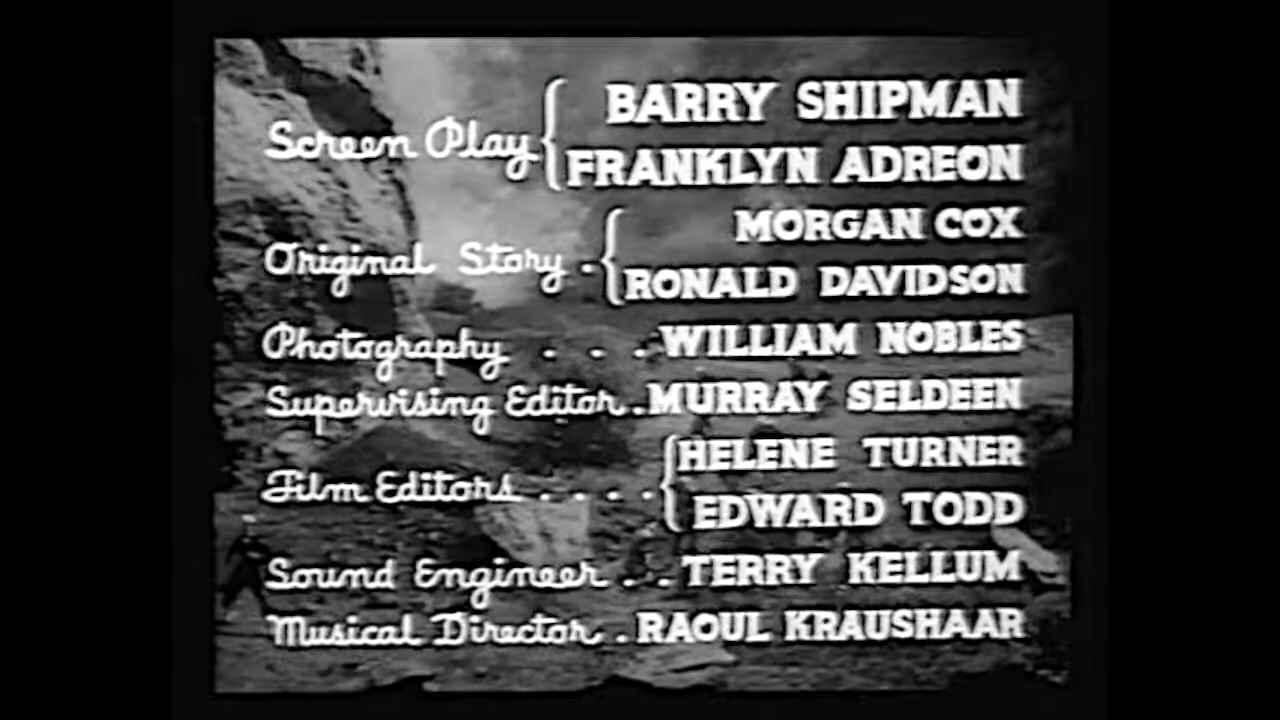 Screen Play { BARRY SHIPMAN
FRANKLYN ADREON
Original Story . { MORGAN COX
RONALD DAVIDSON
Photography . . . WILLIAM NOBLES
Supervising Editor . MURRAY SELDEEN
Film Editors . . . . { HELENE TURNER
EDWARD TODD
Sound Engineer . . TERRY KELLUM
Musical Director . RAOUL KRAUSHAAR